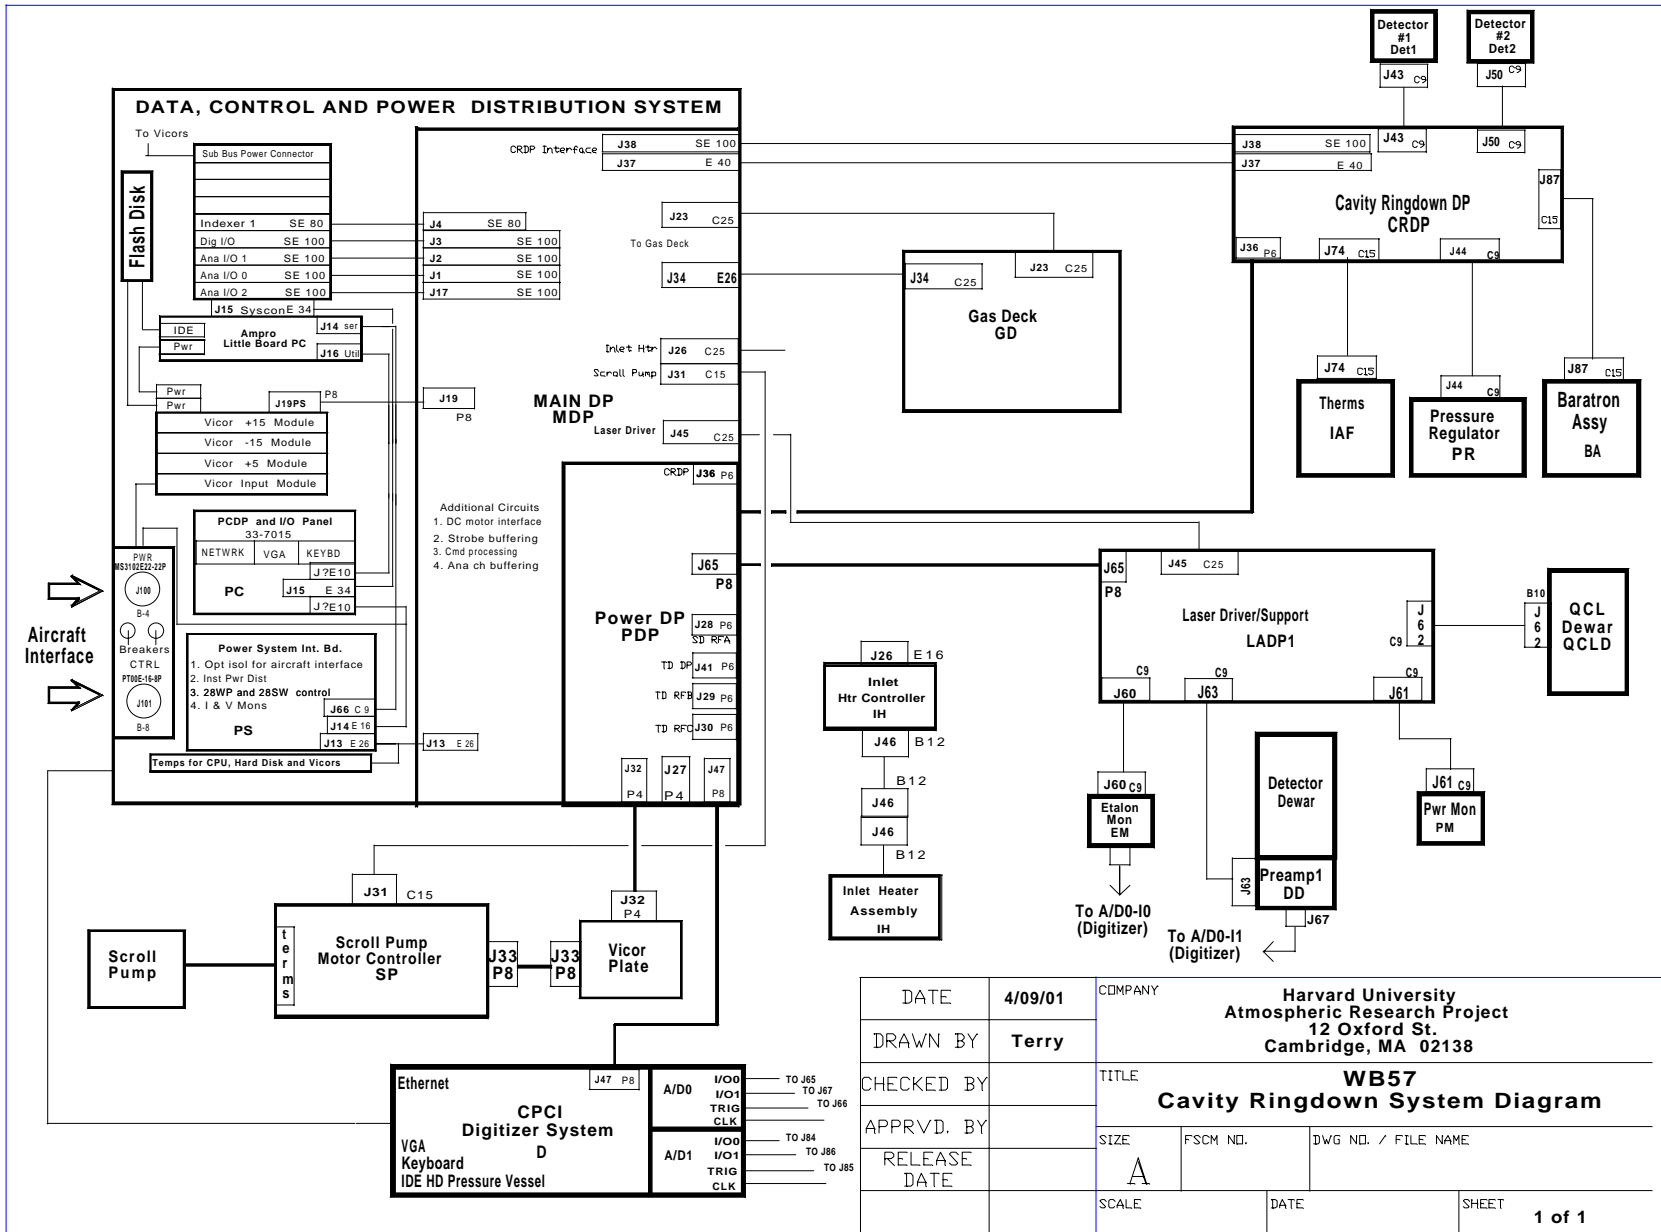 Detector
#1
Det1
Detector
#2
Det2
J43 C9
J50 C9
DATA, CONTROL AND POWER DISTRIBUTION SYSTEM
To Vicors
Sub Bus Power Connector
Indexer 1 SE 80
Dig I/O SE 100
Ana I/O 1 SE 100
Ana I/O 0 SE 100
Ana I/O 2 SE 100
Flash Disk
J15 Syscon E 34
IDE
Pwr
Ampro
Little Board PC
J14 ser
J16 Util
Pwr
Pwr
J19PS
P8
Vicor +15 Module
Vicor -15 Module
Vicor +5 Module
Vicor Input Module
PCDP and I/O Panel
33-7015
NETWRK VGA KEYBD
J?E10
J15 E 34
J?E10
PC
PWR
MS3102E22-22P
J100
B-4
Breakers
CTRL
PT00E-16-8P
J101
B-8
Aircraft
Interface
Power System Int. Bd.
1. Opt isol for aircraft interface
2. Inst Pwr Dist
3. 28WP and 28SW control
4. I & V Mons
PS
J66 C 9
J14 E 16
J13 E 26
Temps for CPU, Hard Disk and Vicors
CRDP Interface
J38 SE 100
J37 E 40
J4 SE 80
J3 SE 100
J2 SE 100
J1 SE 100
J17 SE 100
J23 C25
To Gas Deck
J34 E26
Inlet Htr J26 C25
Scroll Pump J31 C15
J19
P8
MAIN DP
MDP
Laser Driver J45 C25
Additional Circuits
1. DC motor interface
2. Strobe buffering
3. Cmd processing
4. Ana ch buffering
J13 E 26
CRDP J36 P6
J65
P8
Power DP
PDP
J28 P6
SD RFA
TD DP J41 P6
TD RFB J29 P6
TD RFC J30 P6
J32
P4
J27
P4
J47
P8
J34 C25
J23 C25
Gas Deck
GD
J38 SE 100
J37 E 40
J43 C9
J50 C9
J87
C15
Cavity Ringdown DP
CRDP
J36 P6
J74 C15
J44 C9
J74 C15
Therms
IAF
J44 C9
Pressure
Regulator
PR
J87 C15
Baratron
Assy
BA
J65
P8
J45 C25
Laser Driver/Support
LADP1
J62
C9
C9
J60
C9
J63
C9
J61
B10
J62
QCL
Dewar
QCLD
J60 C9
Etalon
Mon
EM
To A/D0-I0
(Digitizer)
Detector
Dewar
J63
Preamp1
DD
J67
To A/D0-I1
(Digitizer)
J61 C9
Pwr Mon
PM
J26 E16
Inlet
Htr Controller
IH
J46 B12
B12
J46
J46
B12
Inlet Heater
Assembly
IH
J31 C15
Scroll
Pump
terms
Scroll Pump
Motor Controller
SP
J33
P8
J33
P8
J32
P4
Vicor
Plate
Ethernet
J47 P8
CPCI
Digitizer System
D
VGA
Keyboard
IDE HD Pressure Vessel
A/D0
I/O0 TO J65
I/O1 TO J67
TRIG TO J66
CLK
A/D1
I/O0 TO J84
I/O1 TO J86
TRIG TO J85
CLK
DATE 4/09/01
DRAWN BY Terry
CHECKED BY
APPRVD. BY
RELEASE
DATE
COMPANY
Harvard University
Atmospheric Research Project
12 Oxford St.
Cambridge, MA 02138
TITLE
WB57
Cavity Ringdown System Diagram
SIZE
A
FSCM NO.
DWG NO. / FILE NAME
SCALE
DATE
SHEET 1 of 1